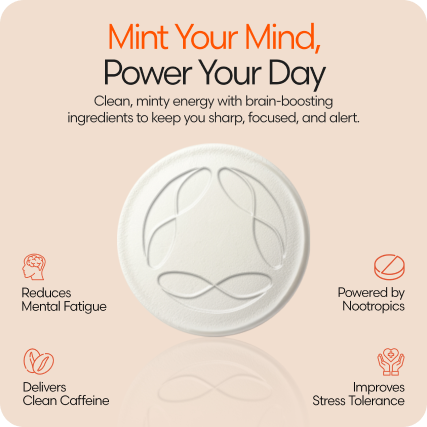 Mint Your Mind,
Power Your Day
Clean, minty energy with brain-boosting
ingredients to keep you sharp, focused, and alert.
Reduces
Mental Fatigue
Powered by
Nootropics
Delivers
Clean Caffeine
Improves
Stress Tolerance